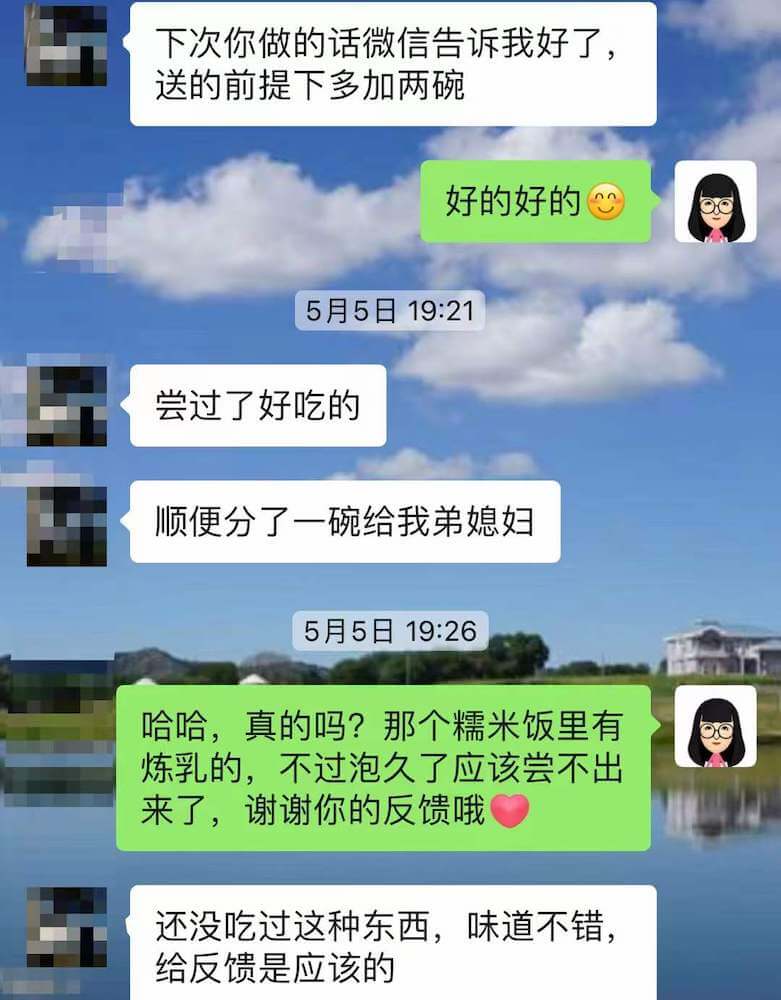 下次你做的话微信告诉我好了，
送的前提下多加两碗
好的好的😊
5月5日 19:21
尝过了好吃的
顺便分了一碗给我弟媳妇
5月5日 19:26
哈哈，真的吗？那个糯米饭里有
炼乳的，不过泡久了应该尝不出
来了，谢谢你的反馈哦❤️
还没吃过这种东西，味道不错，
给反馈是应该的